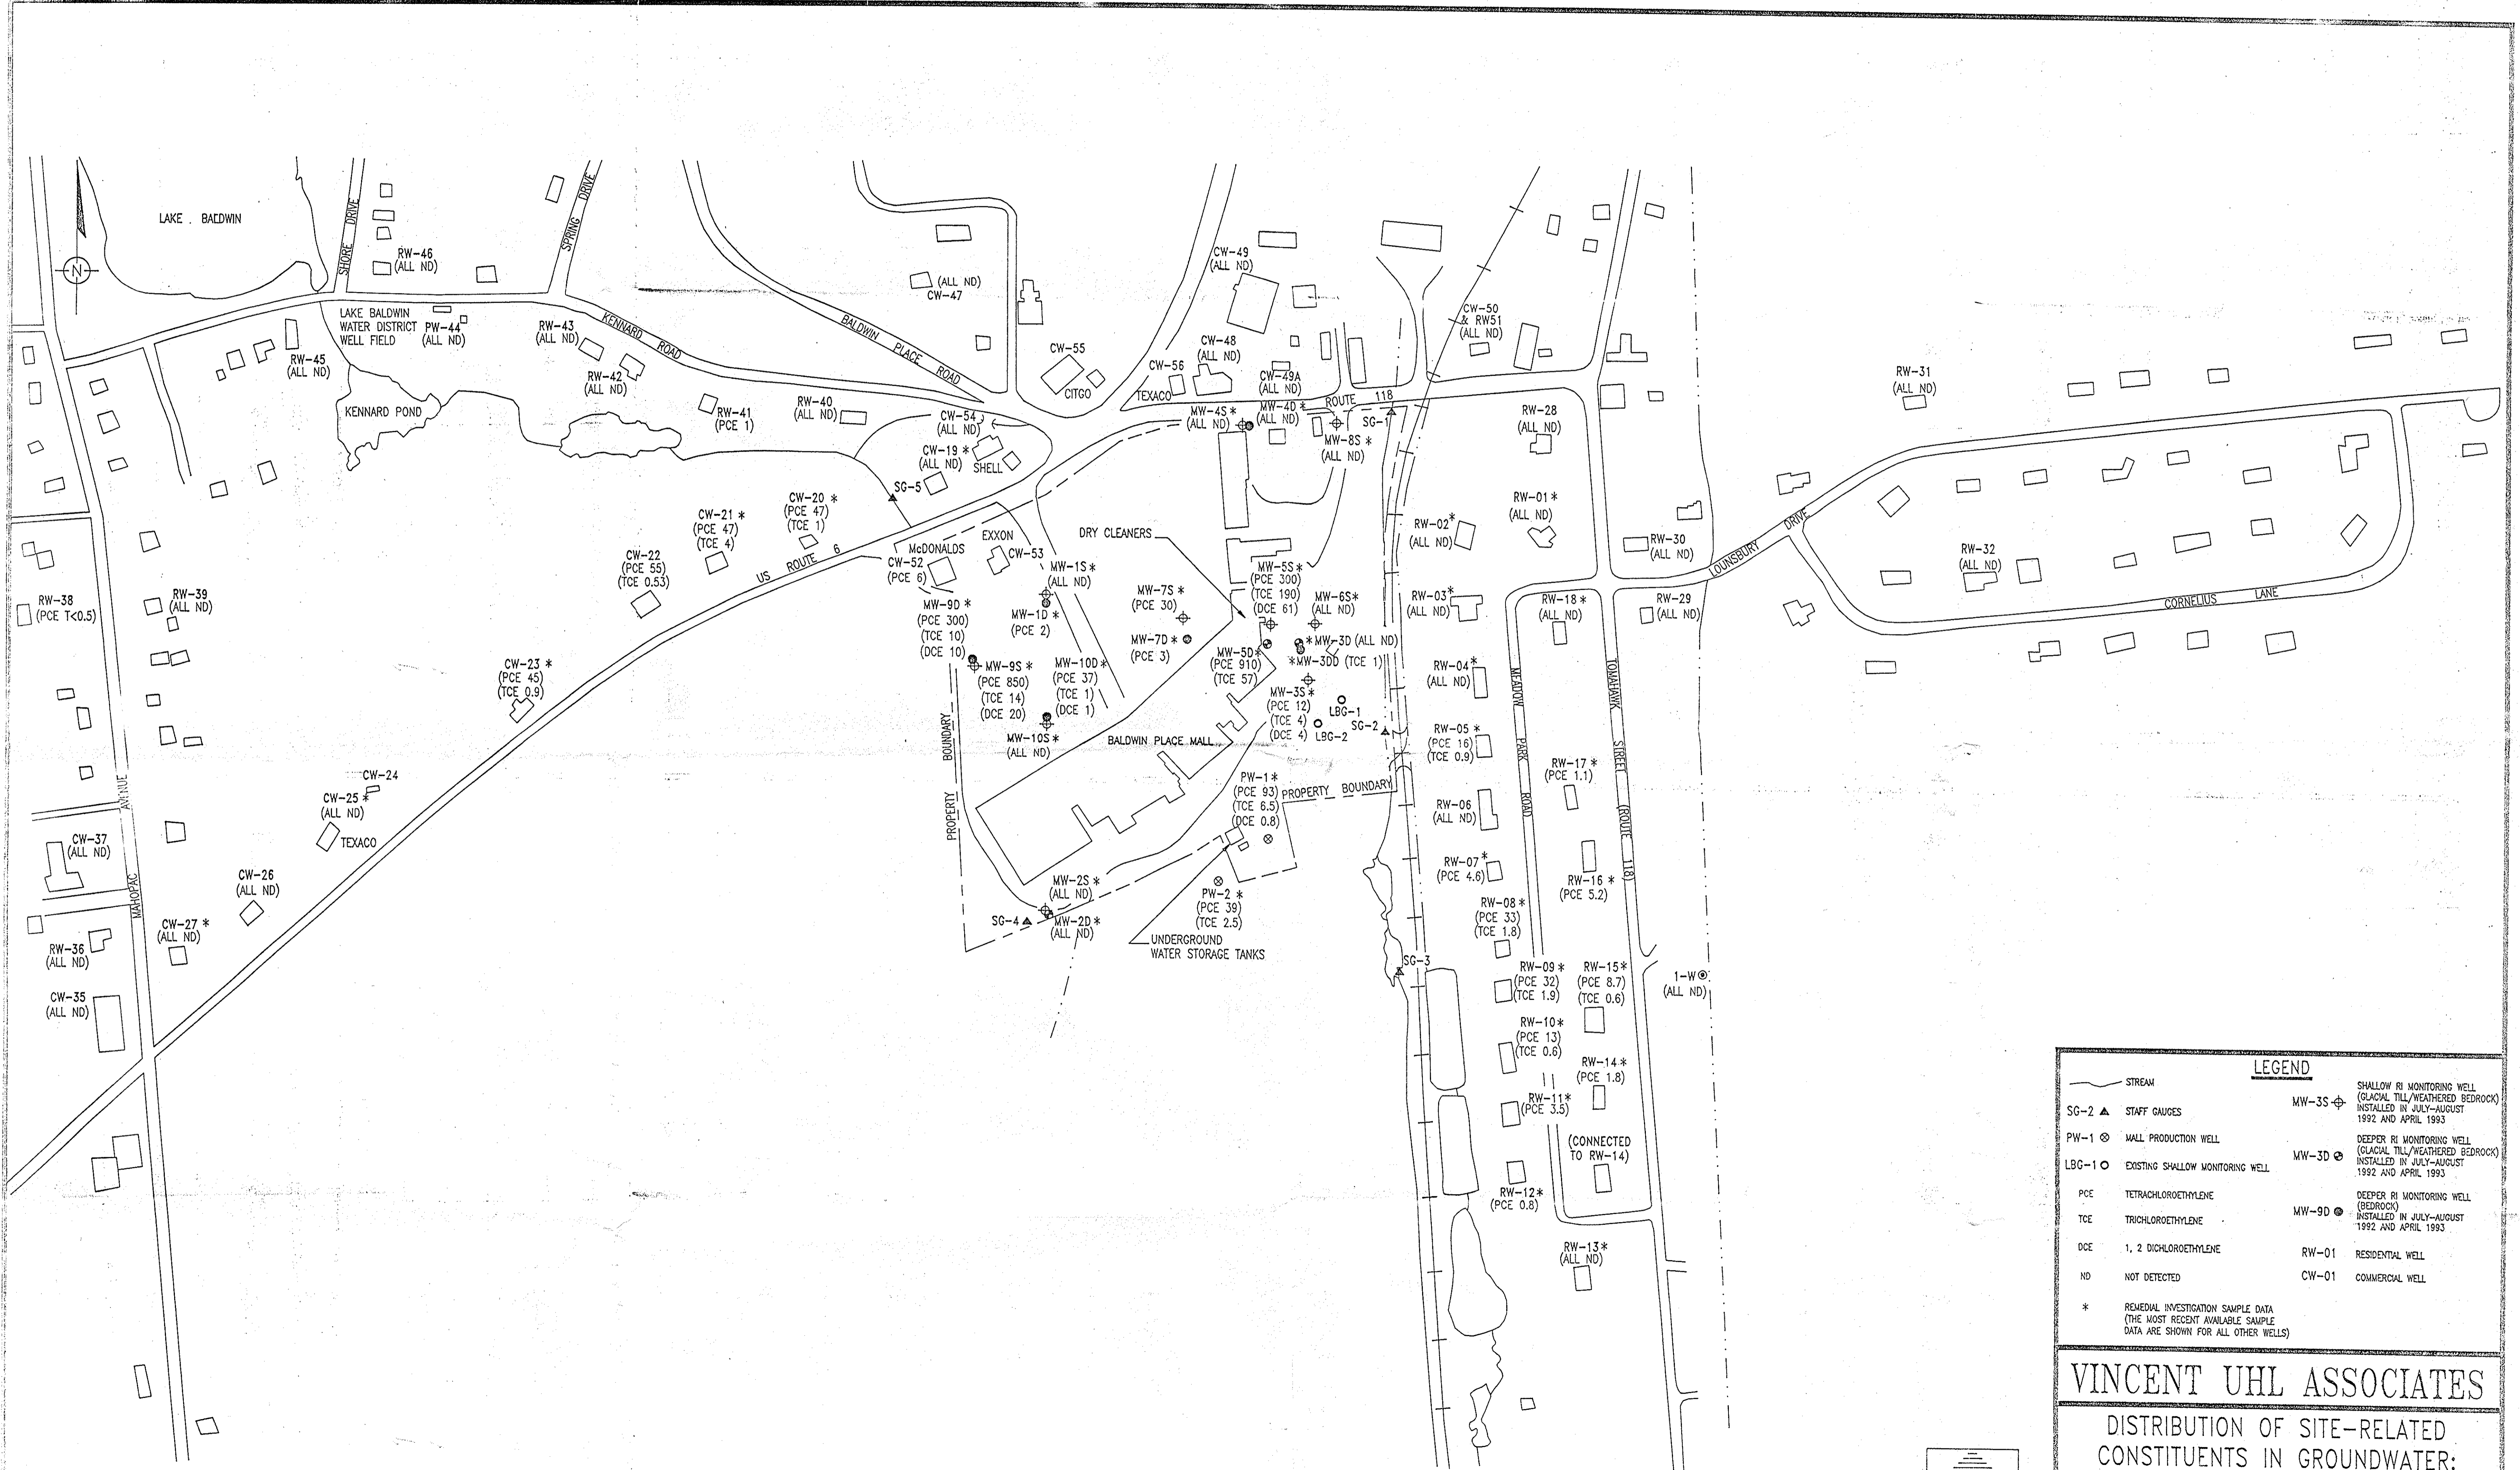 LAKE BALDWIN
N
SHORE DRIVE
SPRING DRIVE
RW-46
(ALL ND)
LAKE BALDWIN
WATER DISTRICT
WELL FIELD
PW-44
(ALL ND)
RW-45
(ALL ND)
KENNARD POND
RW-43
(ALL ND)
RW-42
(ALL ND)
KENNARD ROAD
RW-41
(PCE 1)
RW-40
(ALL ND)
BALDWIN PLACE ROAD
(ALL ND)
CW-47
CW-54
(ALL ND)
CW-19 *
(ALL ND)
SHELL
SG-5
CW-55
CITGO
CW-56
TEXACO
CW-49
(ALL ND)
CW-48
(ALL ND)
CW-49A
(ALL ND)
CW-50
& RW51
(ALL ND)
ROUTE 118
MW-4S *
(ALL ND)
MW-4D *
(ALL ND)
MW-8S *
(ALL ND)
SG-1
RW-28
(ALL ND)
RW-31
(ALL ND)
RW-01 *
(ALL ND)
RW-02 *
(ALL ND)
RW-30
(ALL ND)
LOUNSBURY DRIVE
RW-32
(ALL ND)
CORNELIUS LANE
CW-20 *
(PCE 47)
(TCE 1)
CW-21 *
(PCE 47)
(TCE 4)
CW-22
(PCE 55)
(TCE 0.53)
US ROUTE 6
McDONALDS
CW-52
(PCE 6)
EXXON
CW-53
DRY CLEANERS
MW-1S *
(ALL ND)
MW-1D *
(PCE 2)
MW-7S *
(PCE 30)
MW-7D *
(PCE 3)
MW-5S *
(PCE 300)
(TCE 190)
(DCE 61)
MW-6S *
(ALL ND)
*MW-3D (ALL ND)
*MW-3DD (TCE 1)
MW-5D *
(PCE 910)
(TCE 57)
MW-3S *
(PCE 12)
(TCE 4)
(DCE 4)
LBG-1
LBG-2
SG-2
MW-9D *
(PCE 300)
(TCE 10)
(DCE 10)
MW-9S *
(PCE 850)
(TCE 14)
(DCE 20)
MW-10D *
(PCE 37)
(TCE 1)
(DCE 1)
MW-10S *
(ALL ND)
BALDWIN PLACE MALL
PROPERTY BOUNDARY
PROPERTY BOUNDARY
PW-1 *
(PCE 93)
(TCE 6.5)
(DCE 0.8)
PW-2 *
(PCE 39)
(TCE 2.5)
UNDERGROUND
WATER STORAGE TANKS
MW-2S *
(ALL ND)
SG-4
MW-2D *
(ALL ND)
SG-3
RW-38
(PCE T<0.5)
RW-39
(ALL ND)
CW-23 *
(PCE 45)
(TCE 0.9)
CW-24
CW-25 *
(ALL ND)
TEXACO
CW-26
(ALL ND)
CW-27 *
(ALL ND)
CW-37
(ALL ND)
RW-36
(ALL ND)
CW-35
(ALL ND)
MAHOPAC AVENUE
RW-03 *
(ALL ND)
RW-18 *
(ALL ND)
RW-29
(ALL ND)
RW-04 *
(ALL ND)
RW-05 *
(PCE 16)
(TCE 0.9)
RW-06
(ALL ND)
RW-07 *
(PCE 4.6)
RW-17 *
(PCE 1.1)
RW-16 *
(PCE 5.2)
MEADOW PARK ROAD
TOMAHAWK STREET (ROUTE 118)
RW-08 *
(PCE 33)
(TCE 1.8)
RW-09 *
(PCE 32)
(TCE 1.9)
RW-15 *
(PCE 8.7)
(TCE 0.6)
1-W
(ALL ND)
RW-10 *
(PCE 13)
(TCE 0.6)
RW-14 *
(PCE 1.8)
RW-11 *
(PCE 3.5)
(CONNECTED
TO RW-14)
RW-12 *
(PCE 0.8)
RW-13 *
(ALL ND)
LEGEND
STREAM
SG-2 STAFF GAUGES
PW-1 MALL PRODUCTION WELL
LBG-1 EXISTING SHALLOW MONITORING WELL
PCE TETRACHLOROETHYLENE
TCE TRICHLOROETHYLENE
DCE 1, 2 DICHLOROETHYLENE
ND NOT DETECTED
* REMEDIAL INVESTIGATION SAMPLE DATA
(THE MOST RECENT AVAILABLE SAMPLE
DATA ARE SHOWN FOR ALL OTHER WELLS)
MW-3S SHALLOW RI MONITORING WELL
(GLACIAL TILL/WEATHERED BEDROCK)
INSTALLED IN JULY-AUGUST
1992 AND APRIL 1993
MW-3D DEEPER RI MONITORING WELL
(GLACIAL TILL/WEATHERED BEDROCK)
INSTALLED IN JULY-AUGUST
1992 AND APRIL 1993
MW-9D DEEPER RI MONITORING WELL
(BEDROCK)
INSTALLED IN JULY-AUGUST
1992 AND APRIL 1993
RW-01 RESIDENTIAL WELL
CW-01 COMMERCIAL WELL
VINCENT UHL ASSOCIATES
DISTRIBUTION OF SITE-RELATED
CONSTITUENTS IN GROUNDWATER: